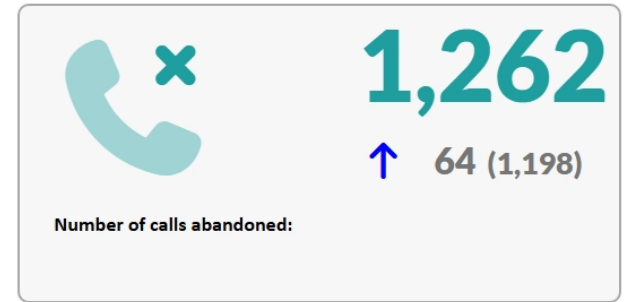 1,262
↑ 64 (1,198)
Number of calls abandoned: